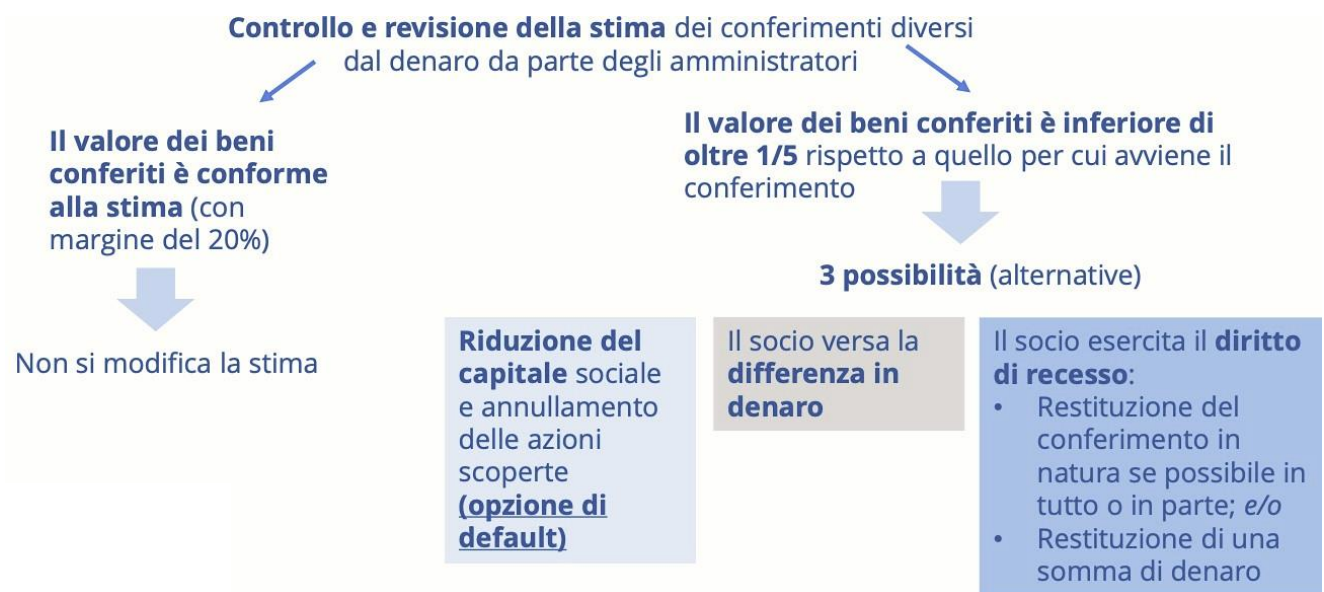 Controllo e revisione della stima dei conferimenti diversi
dal denaro da parte degli amministratori
Il valore dei beni
conferiti è conforme
alla stima (con
margine del 20%)
Non si modifica la stima
Il valore dei beni conferiti è inferiore di
oltre 1/5 rispetto a quello per cui avviene il
conferimento
3 possibilità (alternative)
Riduzione del
capitale sociale
e annullamento
delle azioni
scoperte
(opzione di
default)
Il socio versa la
differenza in
denaro
Il socio esercita il diritto
di recesso:
• Restituzione del
conferimento in
natura se possibile in
tutto o in parte; e/o
• Restituzione di una
somma di denaro